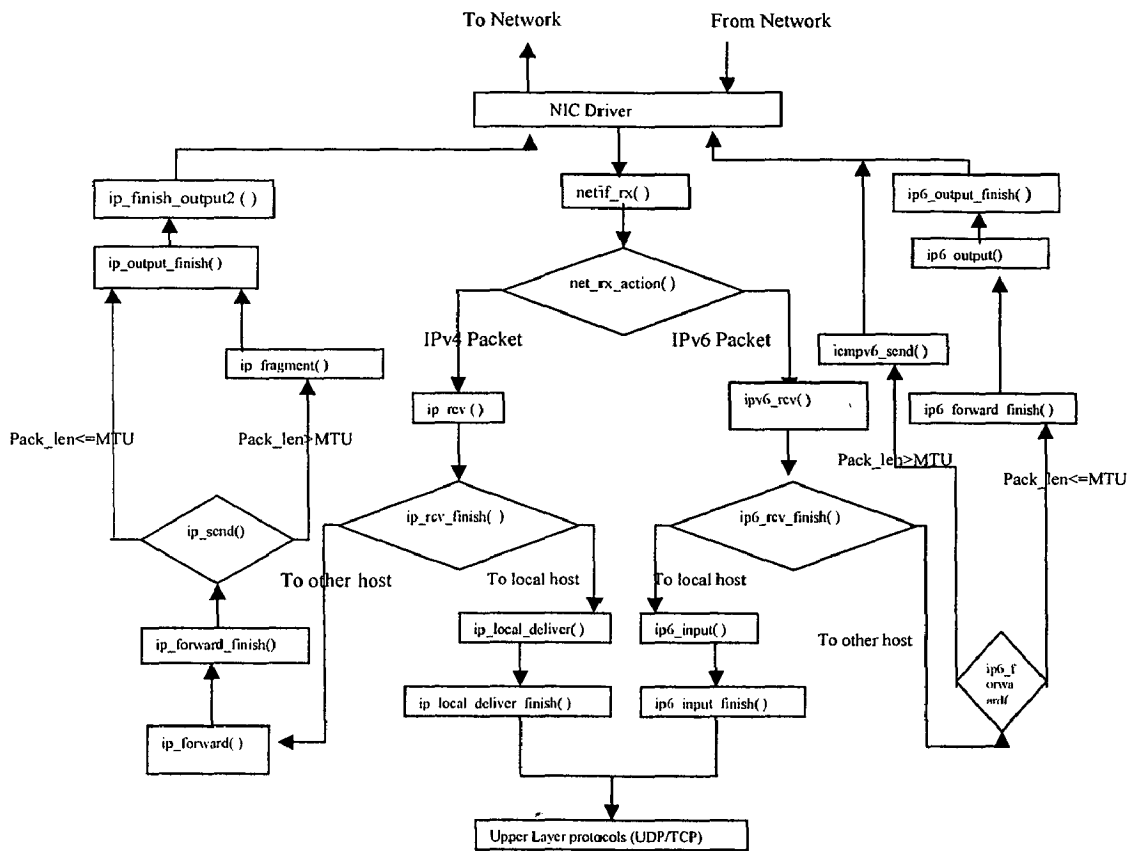 To Network
From Network
NIC Driver
netif_rx()
ip_finish_output2 ( )
ip6_output_finish()
ip_output_finish()
ip6_output()
net_rx_action()
IPv4 Packet
IPv6 Packet
icmpv6_send()
ip_fragment()
ip_rcv ()
ipv6_rcv()
ip6_forward_finish()
Pack_len<=MTU
Pack_len>MTU
Pack_len>MTU
Pack_len<=MTU
ip_send()
ip_rcv_finish( )
ip6_rcv_finish()
To other host
To local host
To local host
ip_local_deliver()
ip6_input()
ip_forward_finish()
To other host
ip6_f
orwa
ip_local_deliver_finish()
ip6_input_finish()
ip_forward( )
Upper Layer protocols (UDP/TCP)